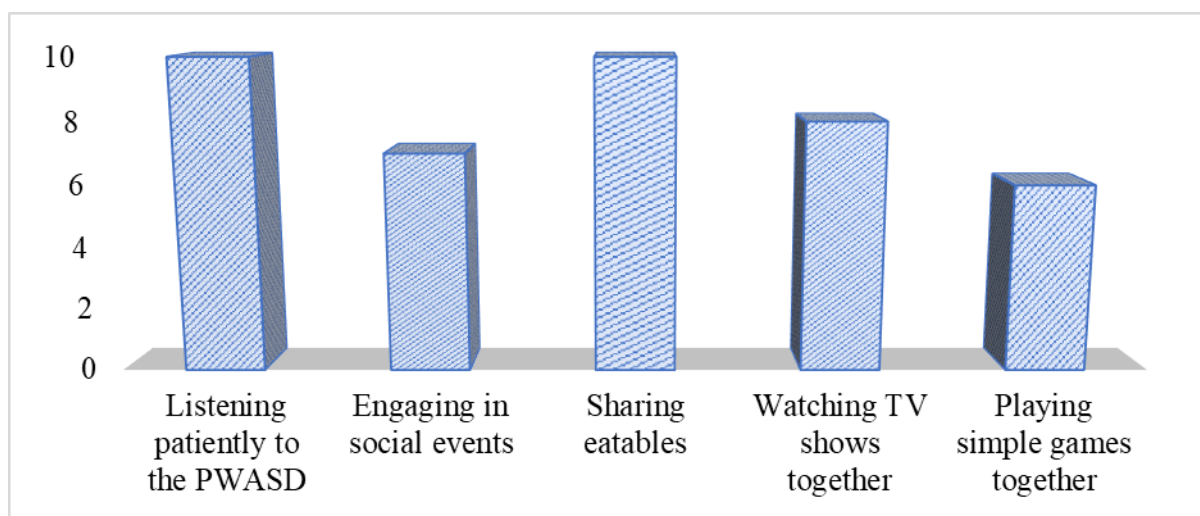 10
8
6
4
2
0
Listening
patiently to
the PWASD
Engaging in
social events
Sharing
eatables
Watching TV
shows
together
Playing
simple games
together